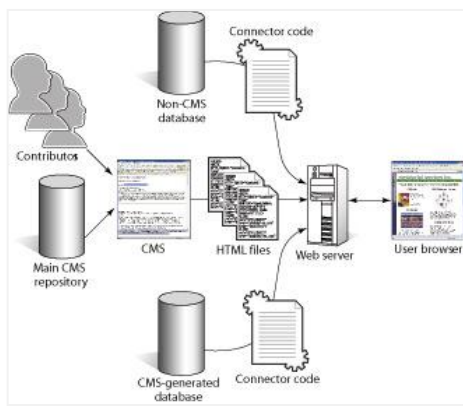 Connector code
Non-CMS
database
Contributos
CMS
HTML files
Web server
User browser
Main CMS
repository
CMS-generated
database
Connector code